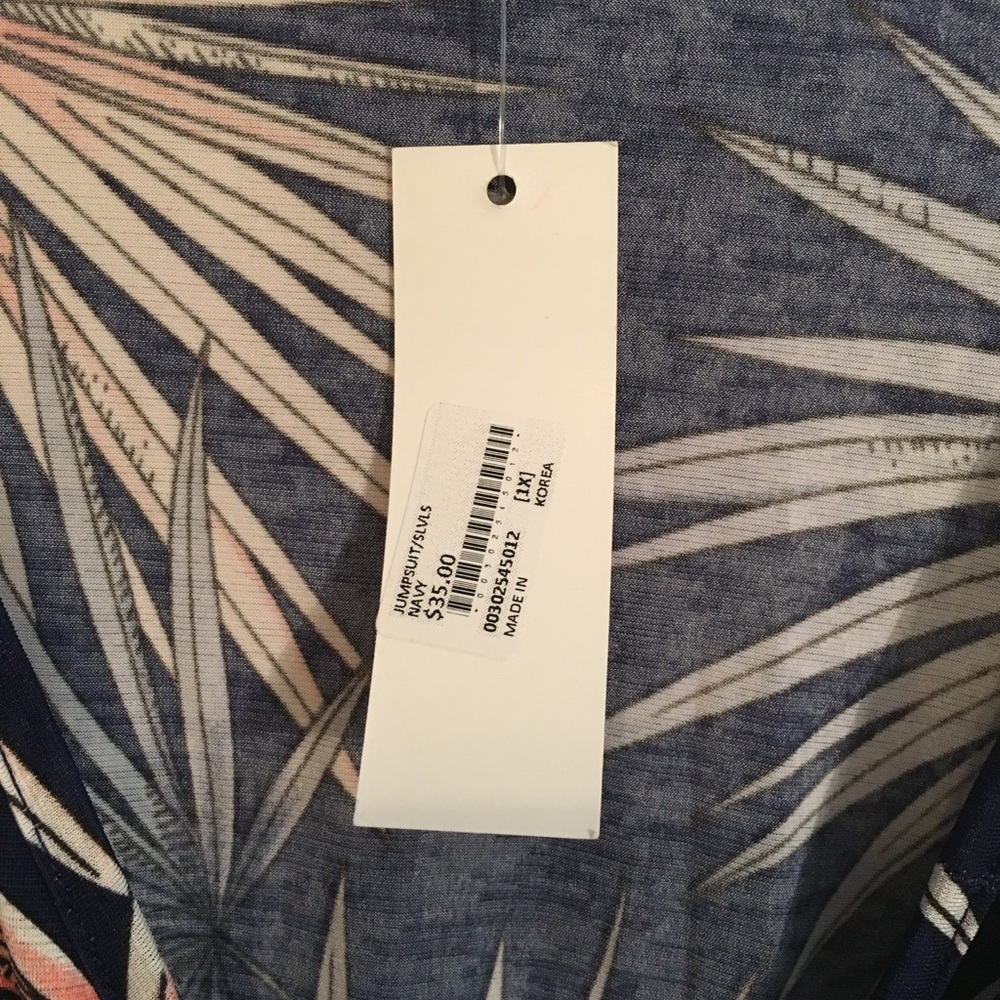 JUMPSUIT/SLVLS
NAVY
$35.00
00302545012 [1X]
MADE IN KOREA